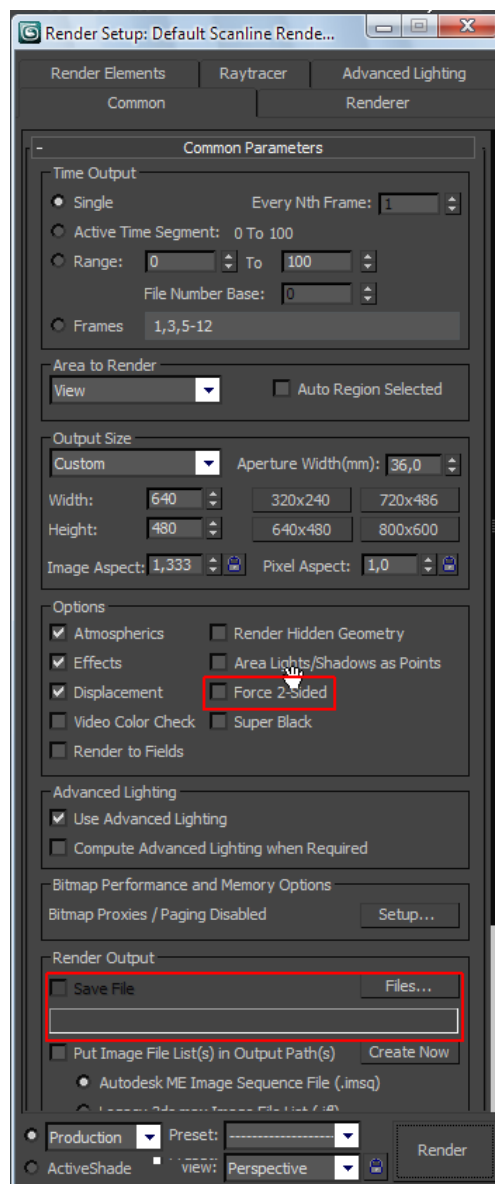 Render Setup: Default Scanline Rende...
Render Elements Raytracer Advanced Lighting
Common Renderer
- Common Parameters
Time Output
Single Every Nth Frame: 1
Active Time Segment: 0 To 100
Range: 0 To 100
File Number Base: 0
Frames 1,3,5-12
Area to Render
View Auto Region Selected
Output Size
Custom Aperture Width(mm): 36,0
Width: 640 320x240 720x486
Height: 480 640x480 800x600
Image Aspect: 1,333 Pixel Aspect: 1,0
Options
Atmospherics Render Hidden Geometry
Effects Area Lights/Shadows as Points
Displacement Force 2-Sided
Video Color Check Super Black
Render to Fields
Advanced Lighting
Use Advanced Lighting
Compute Advanced Lighting when Required
Bitmap Performance and Memory Options
Bitmap Proxies / Paging Disabled Setup...
Render Output
Save File Files...
Put Image File List(s) in Output Path(s) Create Now
Autodesk ME Image Sequence File (.imsq)
Production Preset: -------------------
ActiveShade View: Perspective
Render